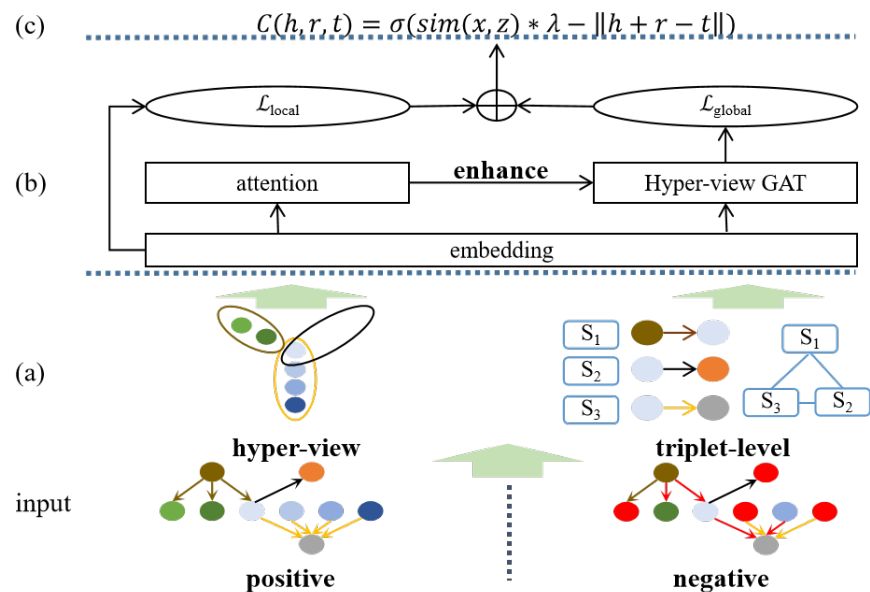 (c) C(h, r, t) = σ(sim(x, z) ∗ λ − ‖h + r − t‖)
ℒlocal ℒglobal
(b) attention enhance Hyper-view GAT
embedding
S1
S1
(a) S2
S3
S3 S2
hyper-view triplet-level
input
positive negative